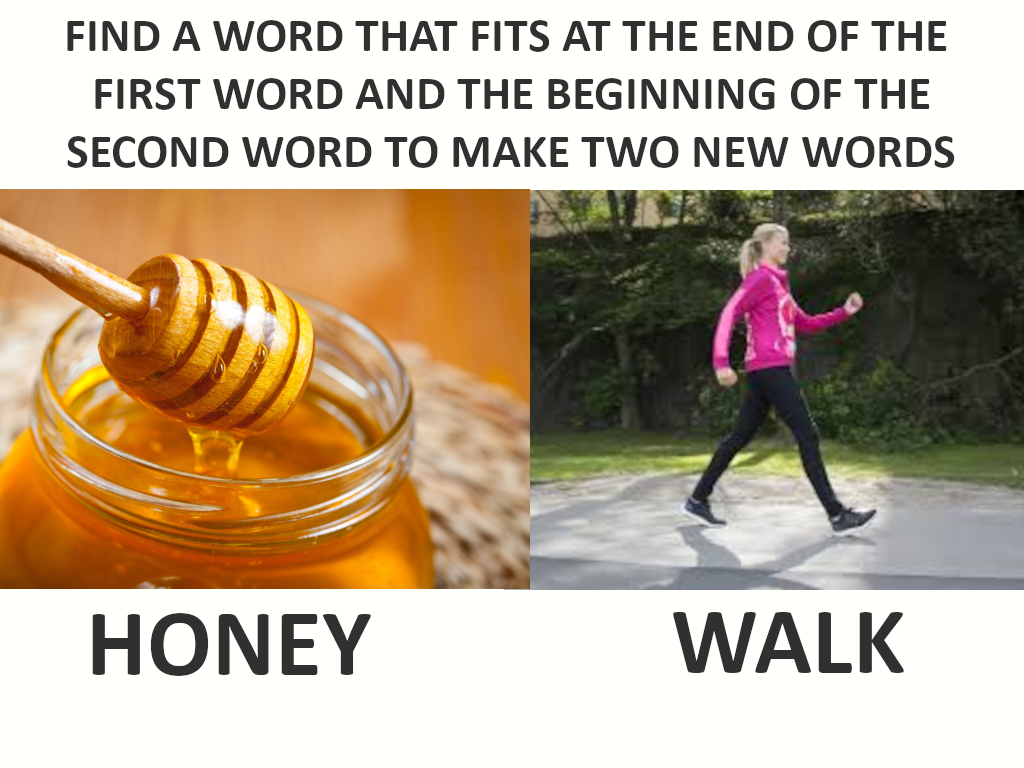 FIND A WORD THAT FITS AT THE END OF THE
FIRST WORD AND THE BEGINNING OF THE
SECOND WORD TO MAKE TWO NEW WORDS
HONEY
WALK